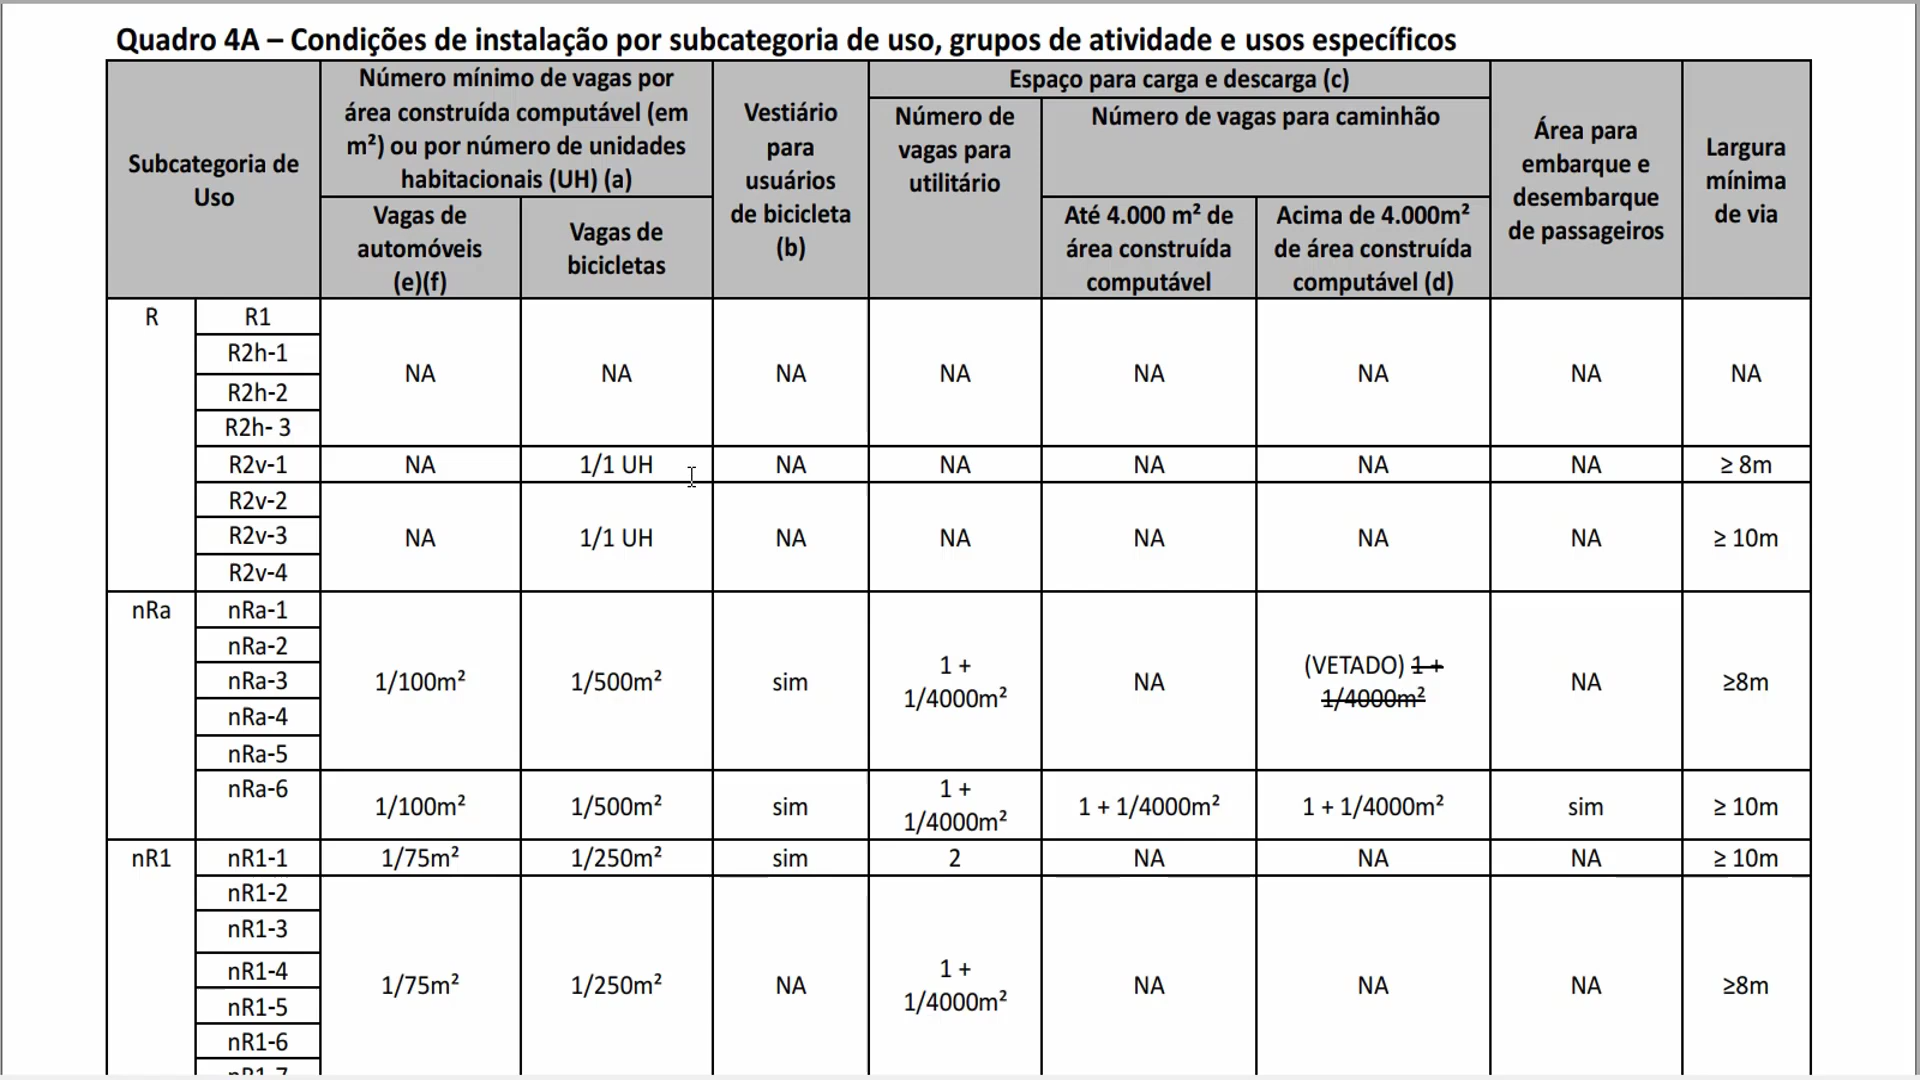 Quadro 4A – Condições de instalação por subcategoria de uso, grupos de atividade e usos específicos
Subcategoria de
Uso
Número mínimo de vagas por
área construída computável (em
m²) ou por número de unidades
habitacionais (UH) (a)
Vagas de
automóveis
(e)(f)
Vagas de
bicicletas
Vestiário
para
usuários
de bicicleta
(b)
Espaço para carga e descarga (c)
Número de
vagas para
utilitário
Número de vagas para caminhão
Até 4.000 m² de
área construída
computável
Acima de 4.000m²
de área construída
computável (d)
Área para
embarque e
desembarque
de passageiros
Largura
mínima
de via
R
R1
R2h-1
R2h-2
R2h- 3
NA NA NA NA NA NA NA NA
R2v-1 NA 1/1 UH NA NA NA NA NA ≥ 8m
R2v-2
R2v-3
R2v-4
NA 1/1 UH NA NA NA NA NA ≥ 10m
nRa
nRa-1
nRa-2
nRa-3
nRa-4
nRa-5
1/100m² 1/500m² sim
1 +
1/4000m²
NA
(VETADO) 1 +
1/4000m²
NA ≥8m
nRa-6
1/100m² 1/500m² sim
1 +
1/4000m²
1 + 1/4000m² 1 + 1/4000m² sim ≥ 10m
nR1
nR1-1 1/75m² 1/250m² sim 2 NA NA NA ≥ 10m
nR1-2
nR1-3
nR1-4
nR1-5
nR1-6
nR1-7
1/75m² 1/250m² NA
1 +
1/4000m²
NA NA NA ≥8m